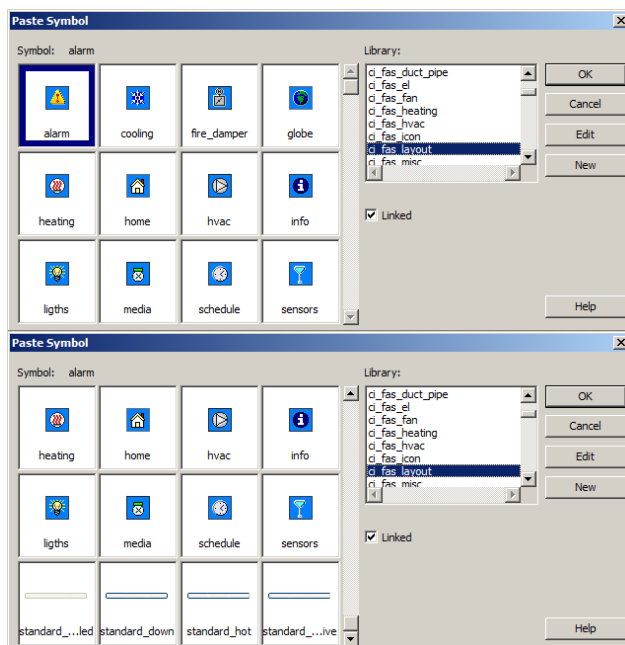 Paste Symbol
Symbol: alarm
Library:
alarm cooling fire_damper globe
heating home hvac info
ligths media schedule sensors
ci_fas_duct_pipe
ci_fas_el
ci_fas_fan
ci_fas_heating
ci_fas_hvac
ci_fas_icon
ci_fas_layout
ci_fas_misc
OK
Cancel
Edit
New
Linked
Help
Paste Symbol
Symbol: alarm
Library:
heating home hvac info
ligths media schedule sensors
standard_...led standard_down standard_hot standard_...ive
ci_fas_duct_pipe
ci_fas_el
ci_fas_fan
ci_fas_heating
ci_fas_hvac
ci_fas_icon
ci_fas_layout
ci_fas_misc
OK
Cancel
Edit
New
Linked
Help